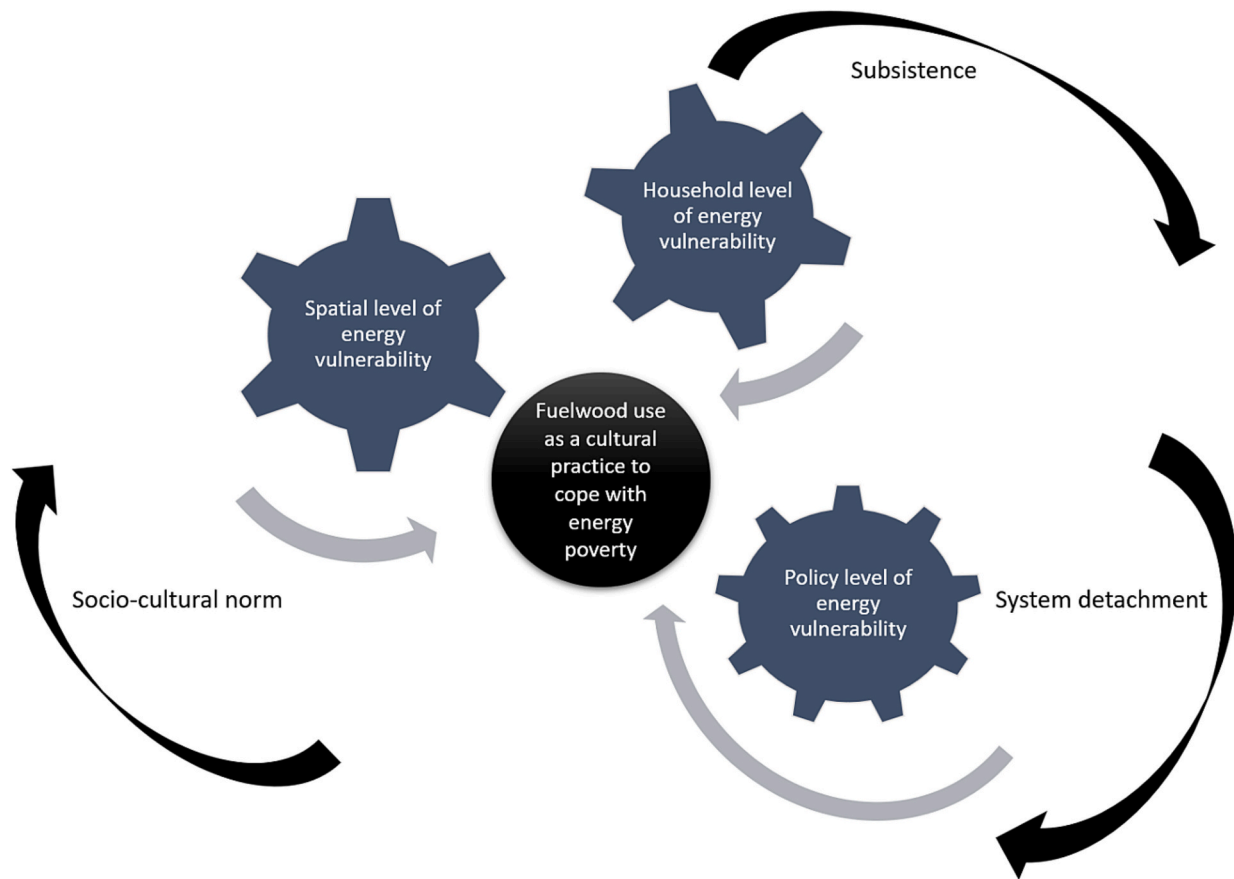 Subsistence
Household level
of energy
vulnerability
Spatial level of
energy
vulnerability
Fuelwood use
as a cultural
practice to
cope with
energy
poverty
Policy level of
energy
vulnerability
System detachment
Socio-cultural norm